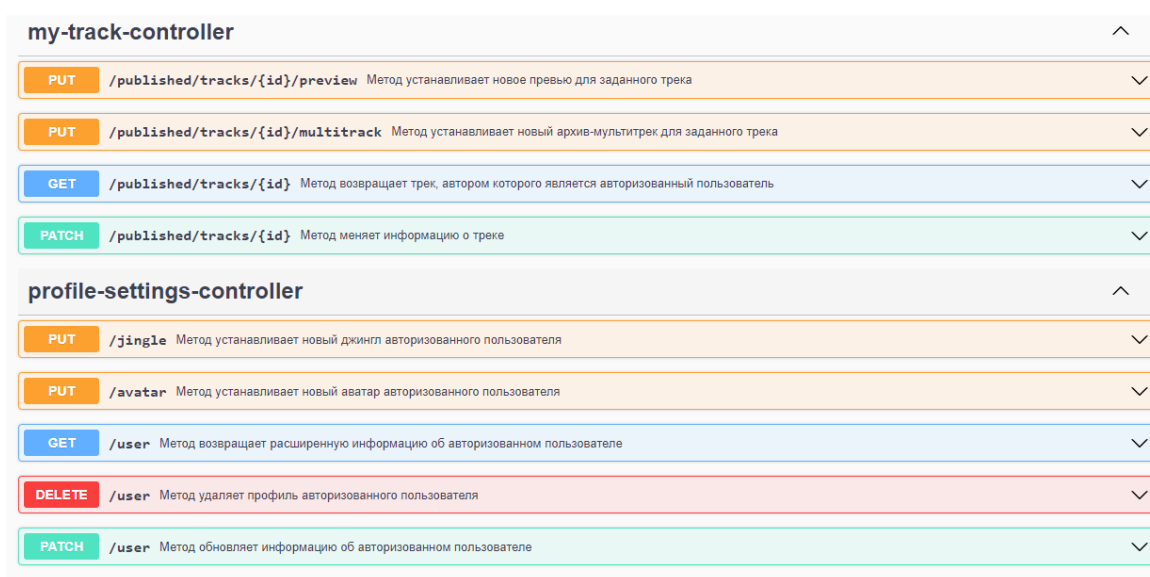 my-track-controller
PUT /published/tracks/{id}/preview Метод устанавливает новое превью для заданного трека
PUT /published/tracks/{id}/multitrack Метод устанавливает новый архив-мультитрек для заданного трека
GET /published/tracks/{id} Метод возвращает трек, автором которого является авторизованный пользователь
PATCH /published/tracks/{id} Метод меняет информацию о треке
profile-settings-controller
PUT /jingle Метод устанавливает новый джингл авторизованного пользователя
PUT /avatar Метод устанавливает новый аватар авторизованного пользователя
GET /user Метод возвращает расширенную информацию об авторизованном пользователе
DELETE /user Метод удаляет профиль авторизованного пользователя
PATCH /user Метод обновляет информацию об авторизованном пользователе